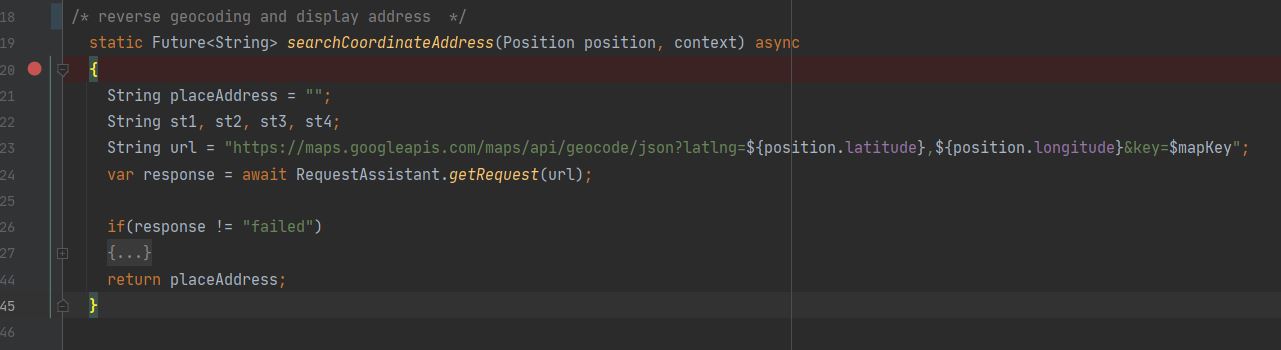 18 /* reverse geocoding and display address  */
19 static Future<String> searchCoordinateAddress(Position position, context) async
20 {
21 String placeAddress = "";
22 String st1, st2, st3, st4;
23 String url = "https://maps.googleapis.com/maps/api/geocode/json?latlng=${position.latitude},${position.longitude}&key=$mapKey";
24 var response = await RequestAssistant.getRequest(url);
25
26 if(response != "failed")
27 {...}
44 return placeAddress;
45 }
46